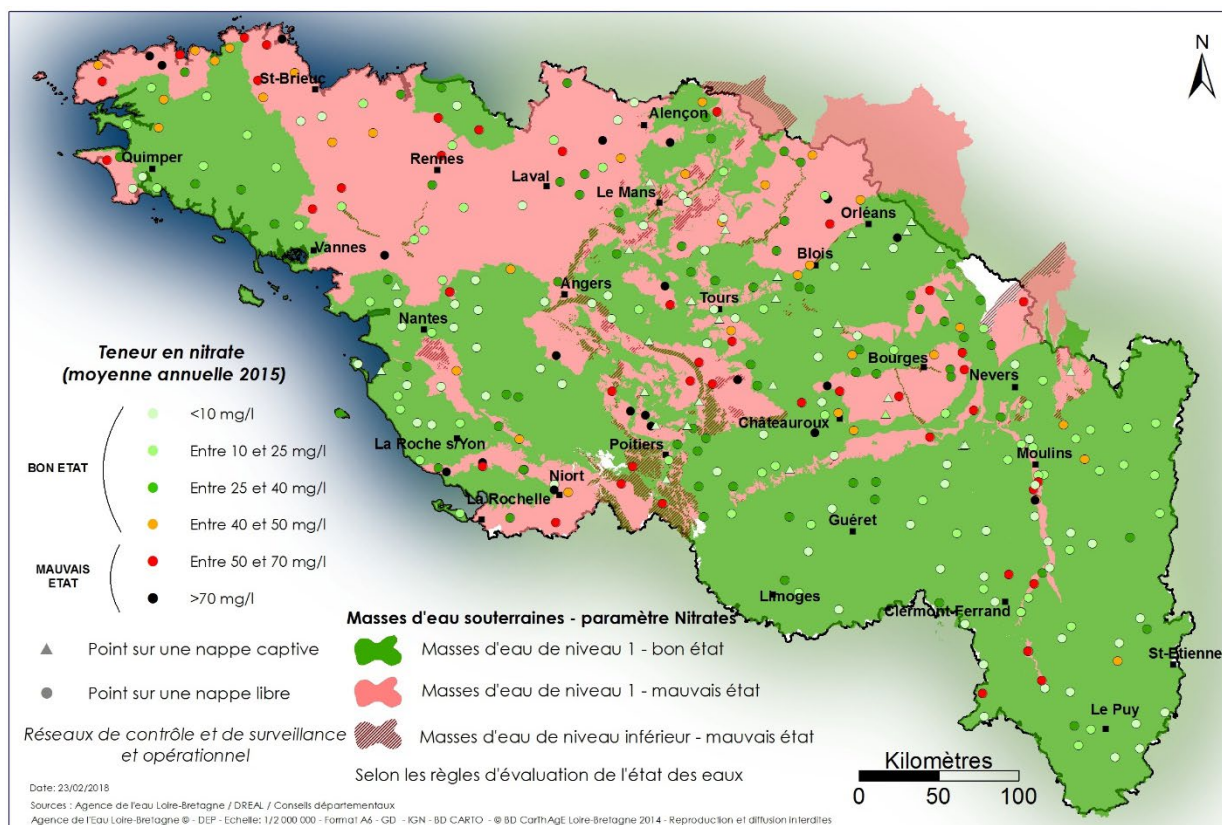 N
St-Brieuc
Alençon
Quimper
Rennes
Laval
Le Mans
Orléans
Vannes
Blois
Angers
Tours
Nantes
Bourges
Nevers
Châteauroux
La Roche s/Yon
Poitiers
Moulins
Niort
La Rochelle
Guéret
Limoges
Clermont-Ferrand
St-Etienne
Le Puy
Teneur en nitrate
(moyenne annuelle 2015)
BON ETAT
<10 mg/l
Entre 10 et 25 mg/l
Entre 25 et 40 mg/l
Entre 40 et 50 mg/l
MAUVAIS
ETAT
Entre 50 et 70 mg/l
>70 mg/l
Point sur une nappe captive
Point sur une nappe libre
Réseaux de contrôle et de surveillance
et opérationnel
Masses d'eau souterraines - paramètre Nitrates
Masses d'eau de niveau 1 - bon état
Masses d'eau de niveau 1 - mauvais état
Masses d'eau de niveau inférieur - mauvais état
Selon les règles d'évaluation de l'état des eaux
Kilomètres
0 50 100
Date: 23/02/2018
Sources : Agence de l'eau Loire-Bretagne / DREAL / Conseils départementaux
Agence de l'Eau Loire-Bretagne © - DEP - Echelle: 1/2 000 000 - Format A6 - GD - IGN - BD CARTO - © BD CarthAgE Loire-Bretagne 2014 - Reproduction et diffusion interdites